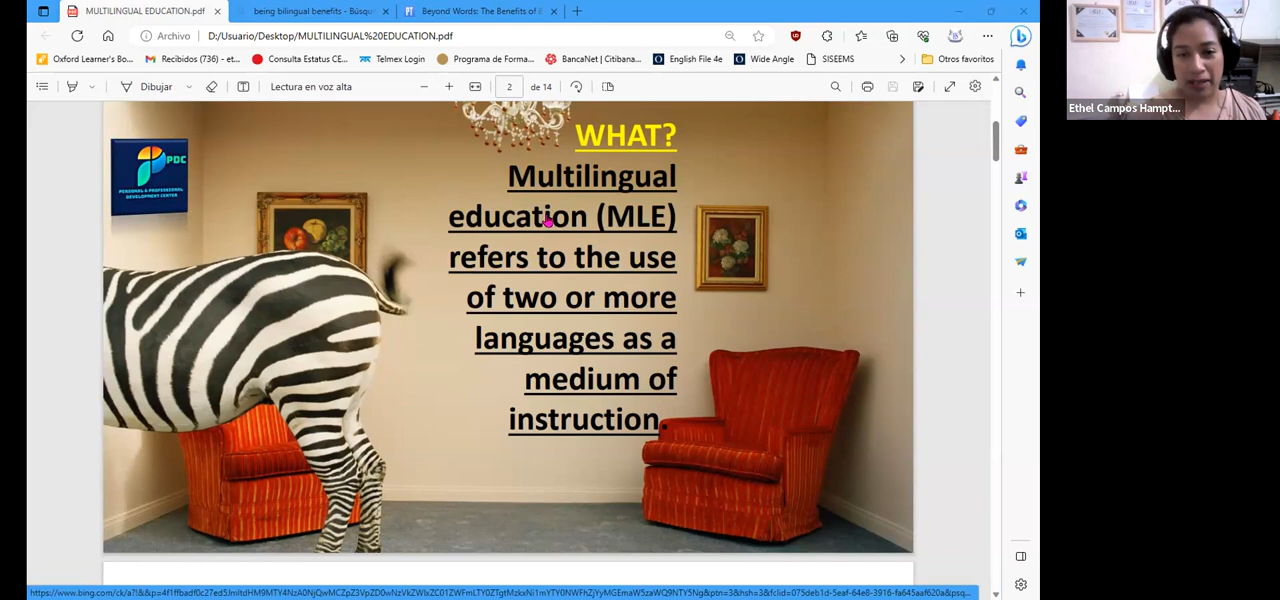 MULTILINGUAL EDUCATION.pdf
being bilingual benefits - Búsqu
Beyond Words: The Benefits of B
Archivo
D:/Usuario/Desktop/MULTILINGUAL%20EDUCATION.pdf
Oxford Learner's Bo...
Recibidos (736) - et...
Consulta Estatus CE...
Telmex Login
Programa de Forma...
BancaNet | Citibana...
English File 4e
Wide Angle
SISEEMS
Otros favoritos
Dibujar
Lectura en voz alta
2
de 14
PDC
PERSONAL & PROFESSIONAL
DEVELOPMENT CENTER
WHAT?
Multilingual
education (MLE)
refers to the use
of two or more
languages as a
medium of
instruction.
Ethel Campos Hampt...